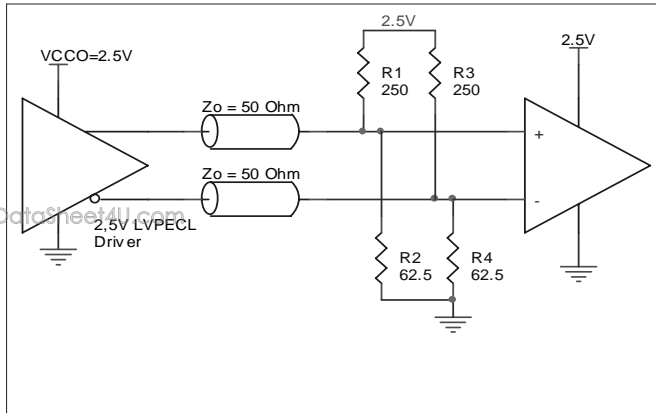 2.5V
VCCO=2.5V
2.5V
R1
250
R3
250
Zo = 50 Ohm
+
Zo = 50 Ohm
-
DataSheet4U.com
2,5V LVPECL
Driver
R2
62.5
R4
62.5